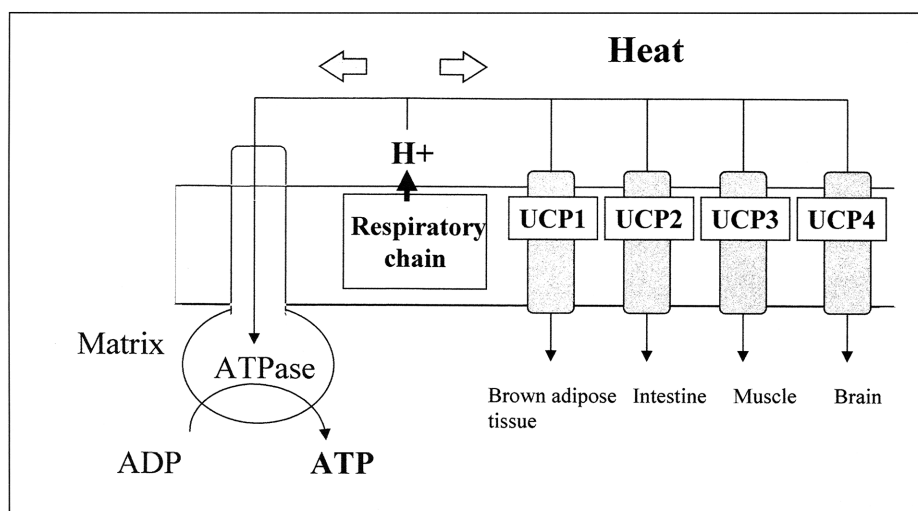 Heat
H+
Respiratory
chain
UCP1
UCP2
UCP3
UCP4
Matrix
ATPase
ADP
ATP
Brown adipose
tissue
Intestine
Muscle
Brain